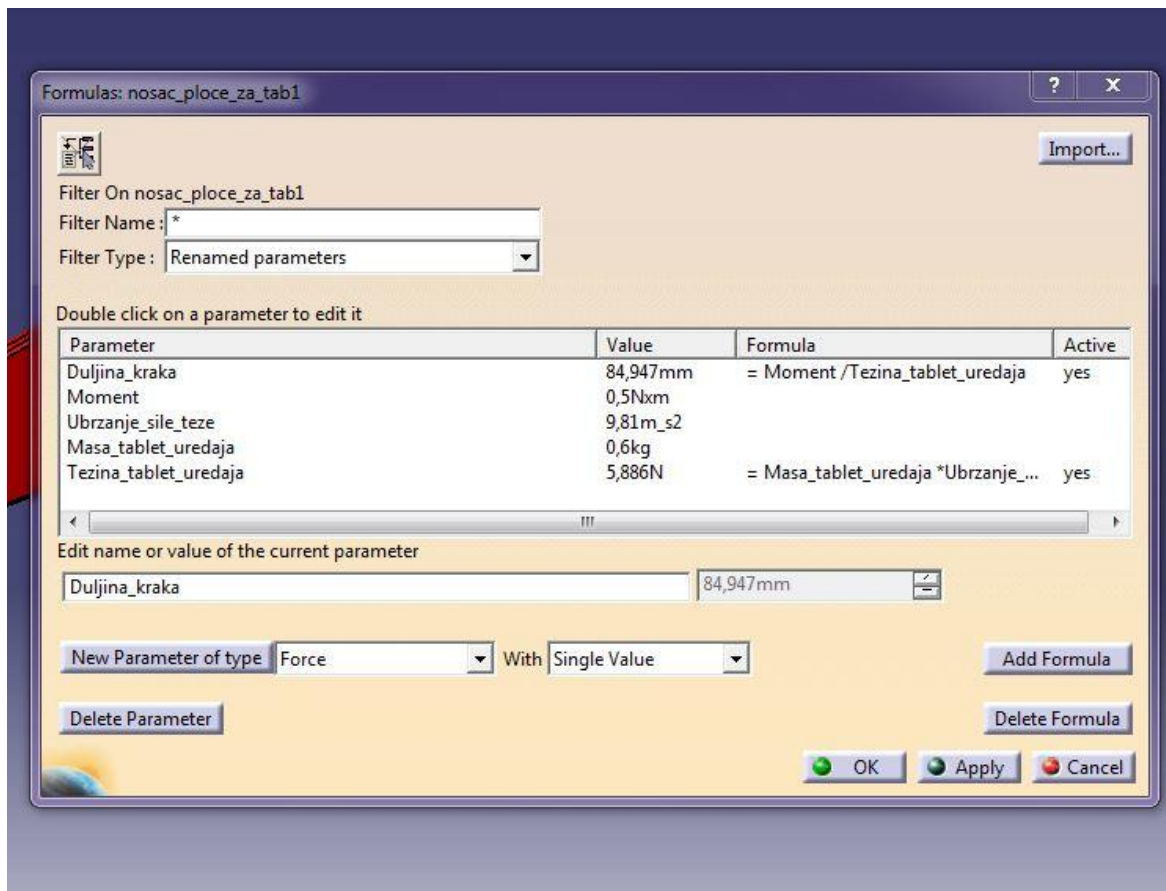 Formulas: nosac_ploce_za_tab1 ? X
Import...
Filter On nosac_ploce_za_tab1
Filter Name : *
Filter Type : Renamed parameters
Double click on a parameter to edit it
Parameter Value Formula Active
Duljina_kraka 84,947mm = Moment /Tezina_tablet_uredaja yes
Moment 0,5Nxm
Ubrzanje_sile_teze 9,81m_s2
Masa_tablet_uredaja 0,6kg
Tezina_tablet_uredaja 5,886N = Masa_tablet_uredaja *Ubrzanje_... yes
Edit name or value of the current parameter
Duljina_kraka 84,947mm
New Parameter of type Force With Single Value Add Formula
Delete Parameter Delete Formula
OK Apply Cancel